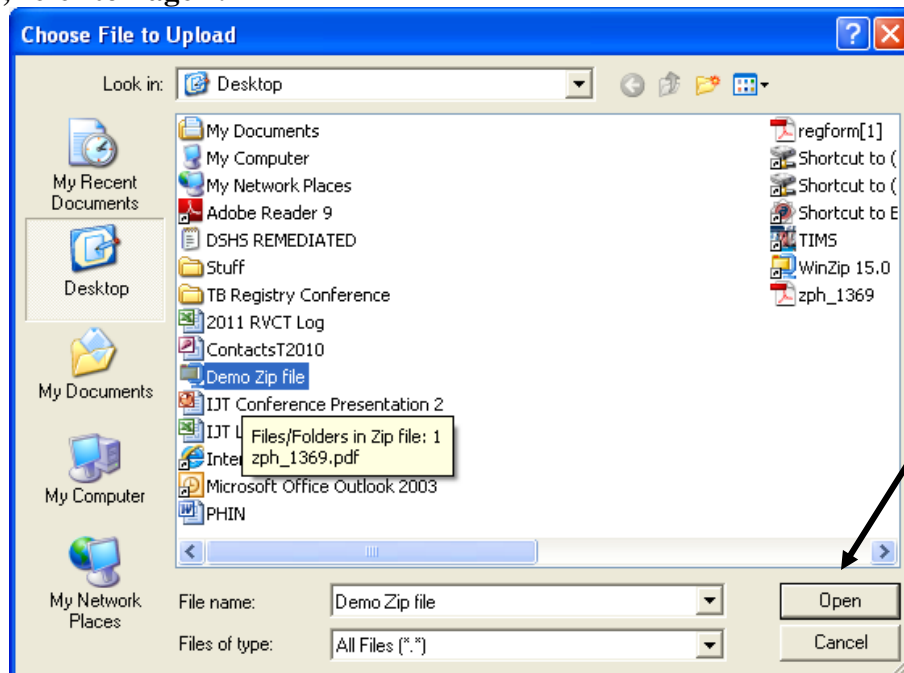 Choose File to Upload
Look in: Desktop
My Recent Documents
Desktop
My Documents
My Computer
My Network Places
My Documents
My Computer
My Network Places
Adobe Reader 9
DSHS REMEDIATED
Stuff
TB Registry Conference
2011 RVCT Log
ContactsT2010
Demo Zip file
IJT Conference Presentation 2
IJT
Files/Folders in Zip file: 1
zph_1369.pdf
Microsoft Office Outlook 2003
PHIN
regform[1]
Shortcut to (
Shortcut to (
Shortcut to E
TIMS
WinZip 15.0
zph_1369
File name: Demo Zip file
Open
Files of type: All Files (*.*)
Cancel